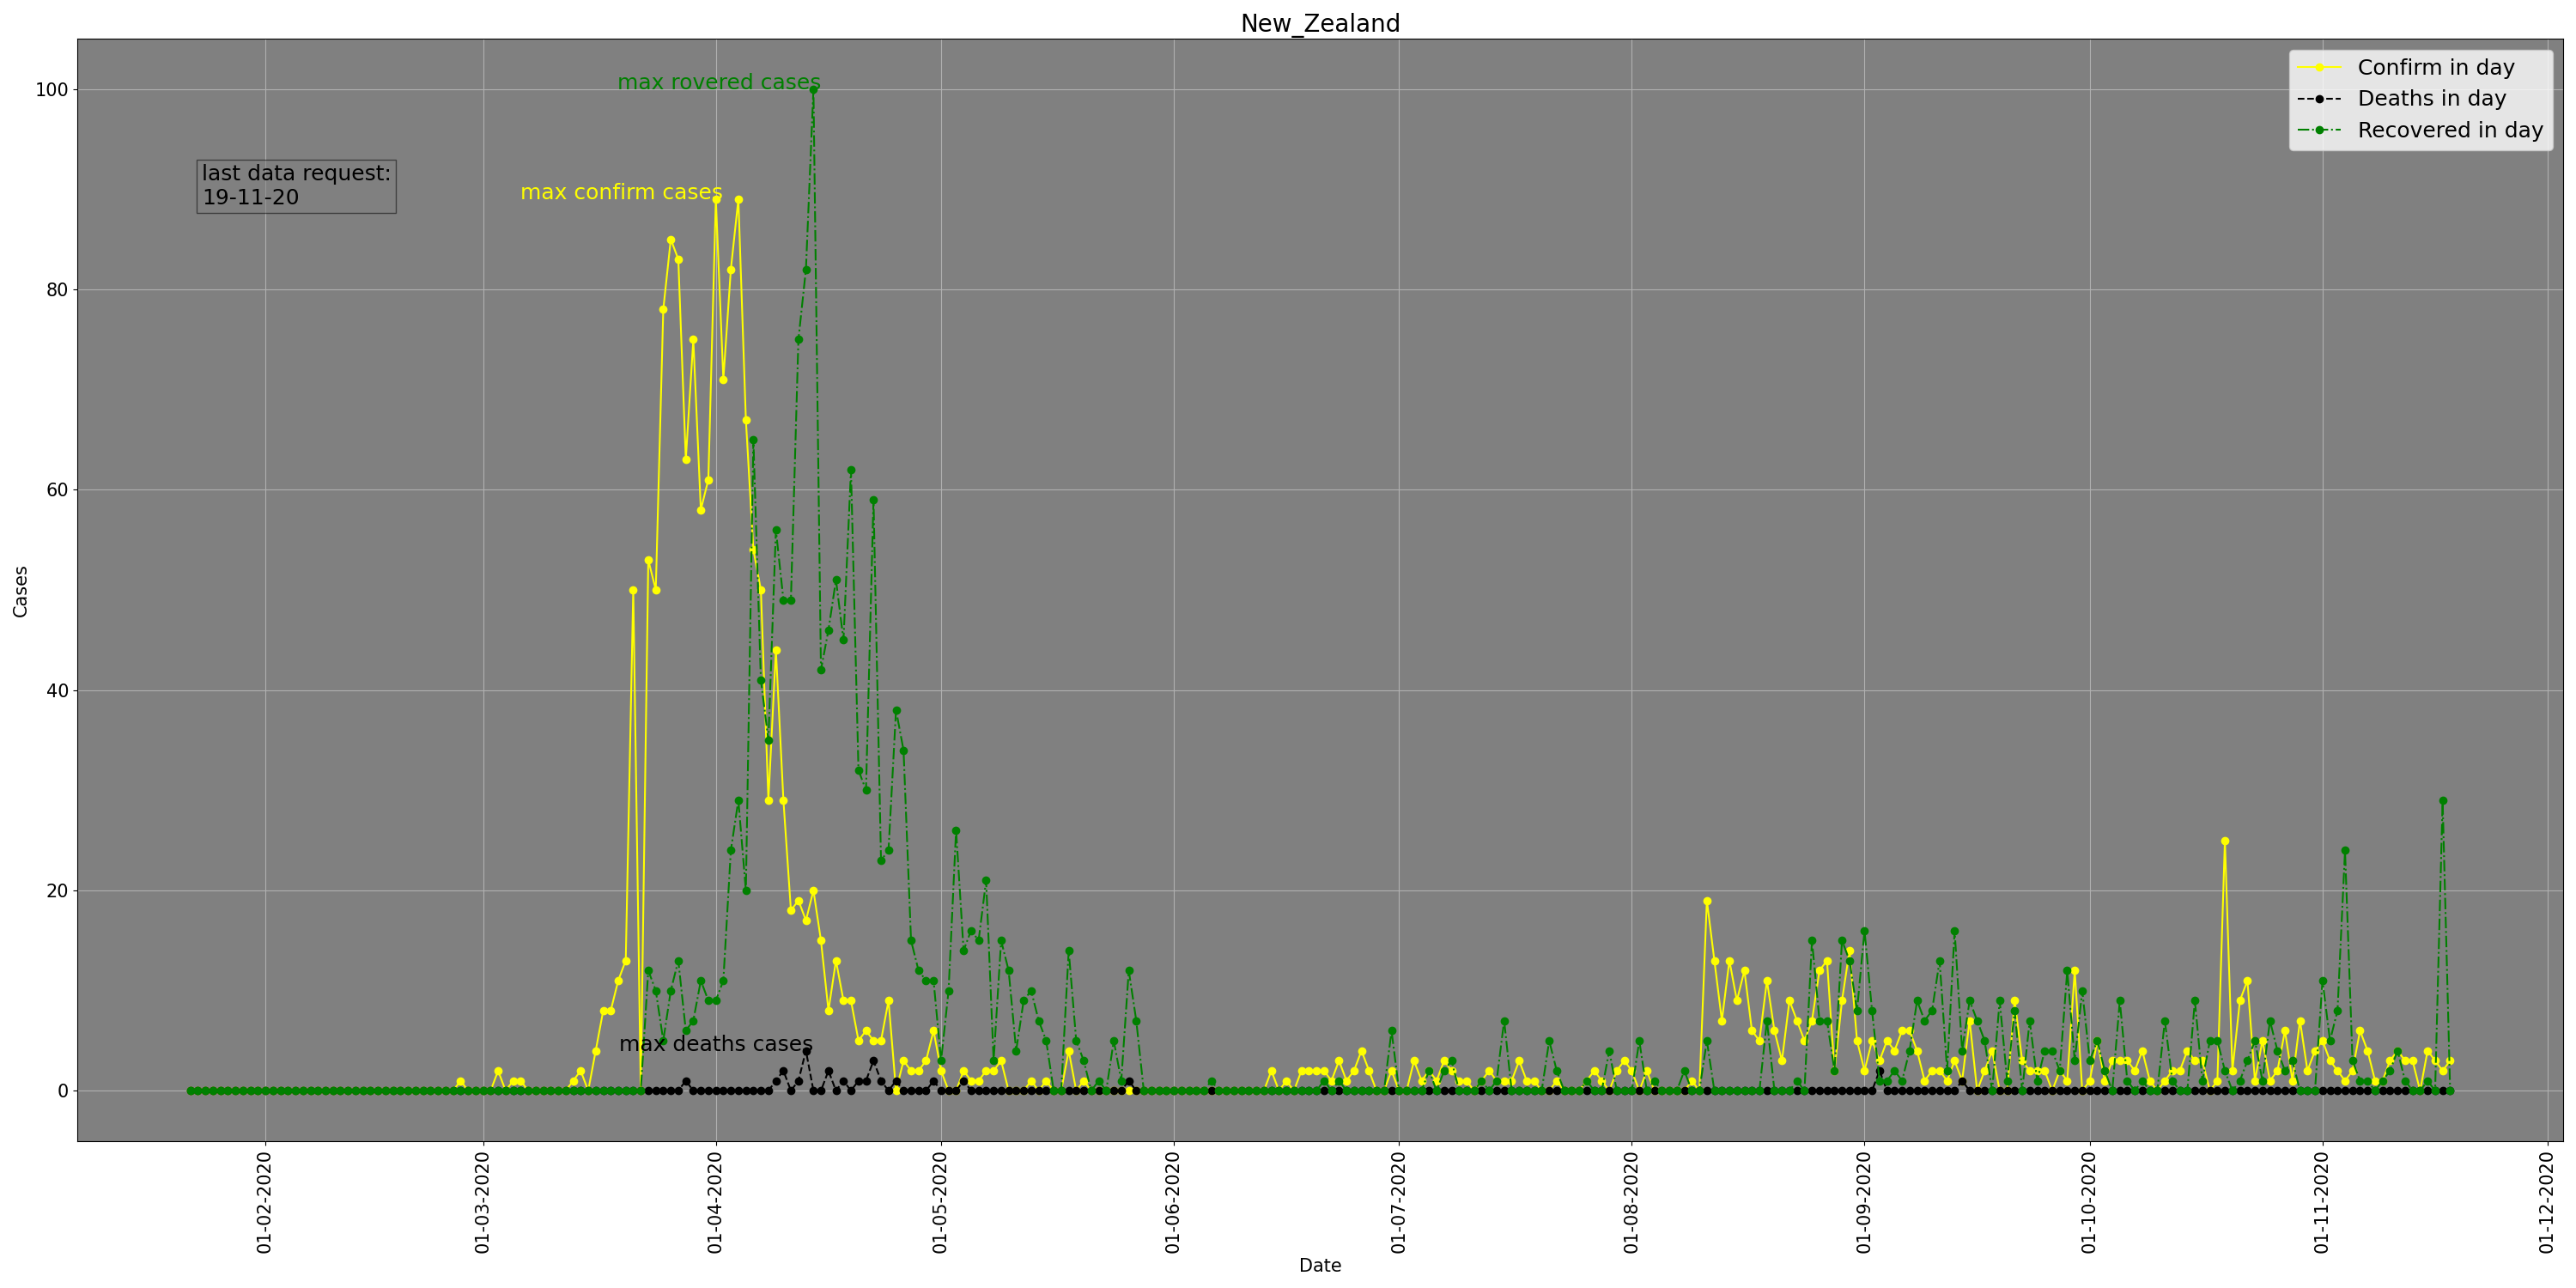 New_Zealand
Confirm in day
Deaths in day
Recovered in day
max rovered cases
last data request:
19-11-20
max confirm cases
max deaths cases
100
80
60
40
20
0
Cases
01-02-2020
01-03-2020
01-04-2020
01-05-2020
01-06-2020
01-07-2020
01-08-2020
01-09-2020
01-10-2020
01-11-2020
01-12-2020
Date